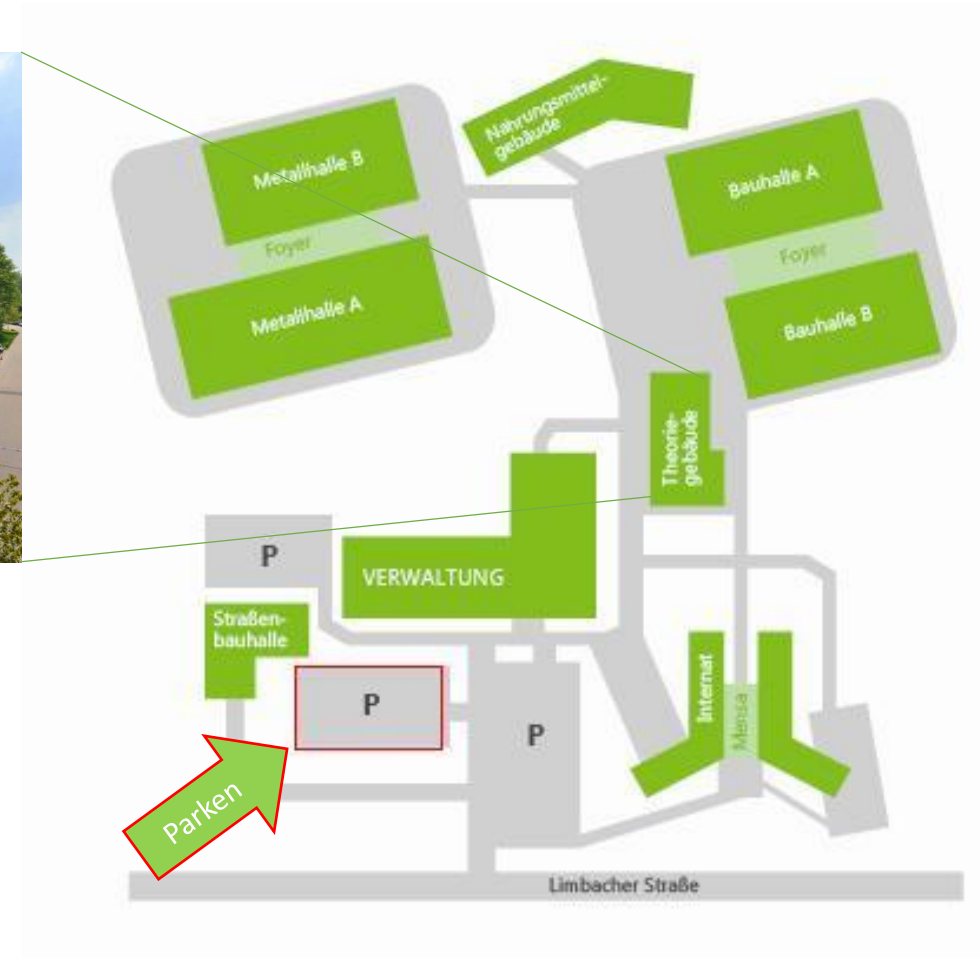 Nahrungsmittel-
gebäude
Metallhalle B
Foyer
Metallhalle A
Bauhalle A
Foyer
Bauhalle B
Theorie-
gebäude
P
VERWALTUNG
Straßen-
bauhalle
P
P
Internat
Mensa
Parken
Limbacher Straße